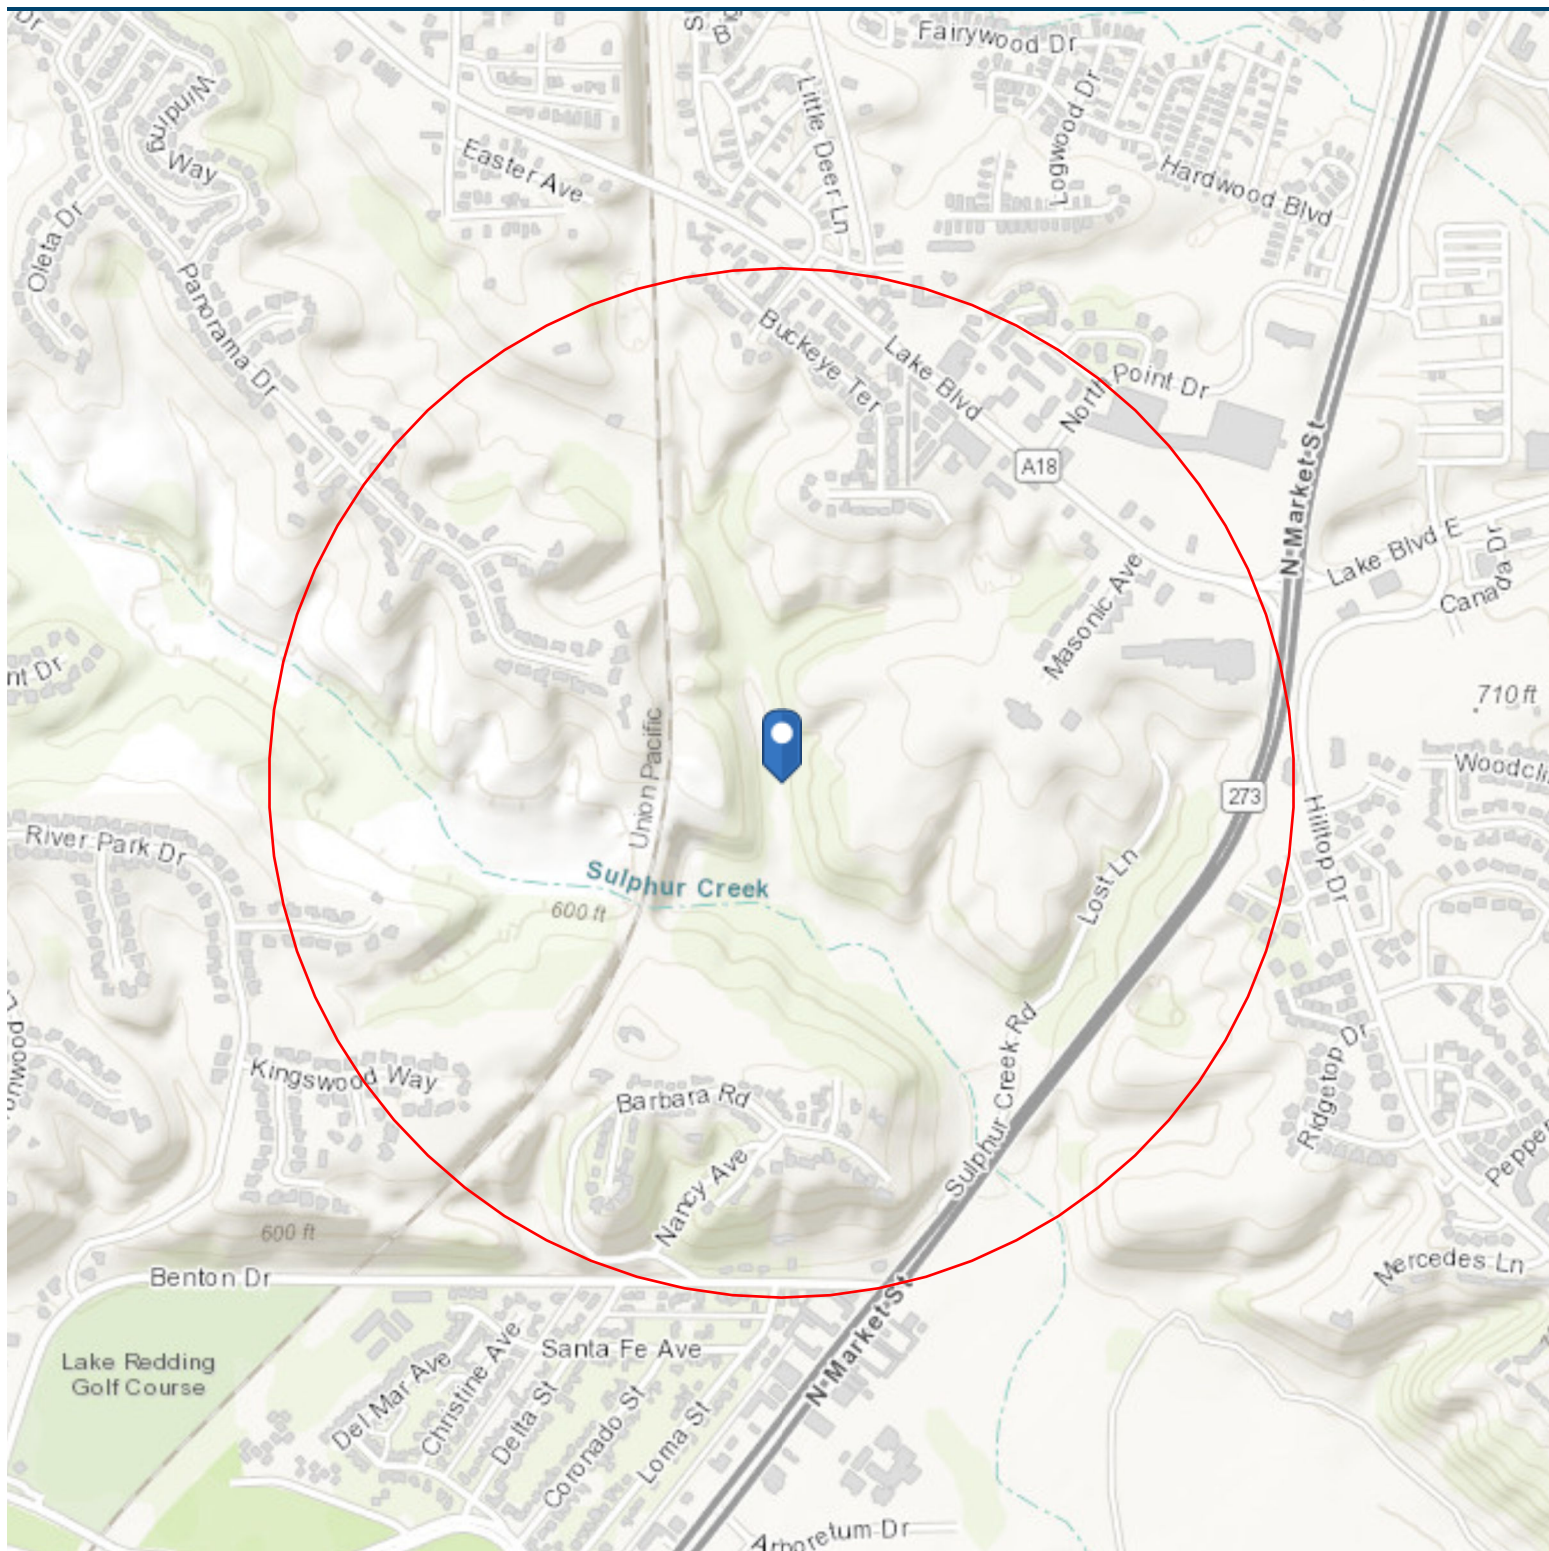 Dr
Fairywood Dr
Winding
Way
Little Deer Ln
Logwood Dr
Easter Ave
Hardwood Blvd
Oleta Dr
Panorama Dr
Buckeye Ter
Lake Blvd
North
Point Dr
A18
N Market St
Lake Blvd E
Canada Dr
Masonic Ave
nt Dr
710 ft
Union Pacific
Woodcli
273
Hilltop Dr
River Park Dr
Sulphur Creek
600 ft
Lost Ln
Sulphur Creek Rd
Ridgetop Dr
Kingswood Way
Barbara Rd
Nancy Ave
Pepper
600 ft
Benton Dr
Mercedes Ln
N Market St
Santa Fe Ave
Lake Redding
Golf Course
Del Mar Ave
Christine Ave
Delta St
Coronado St
Loma St
Arboretum Dr